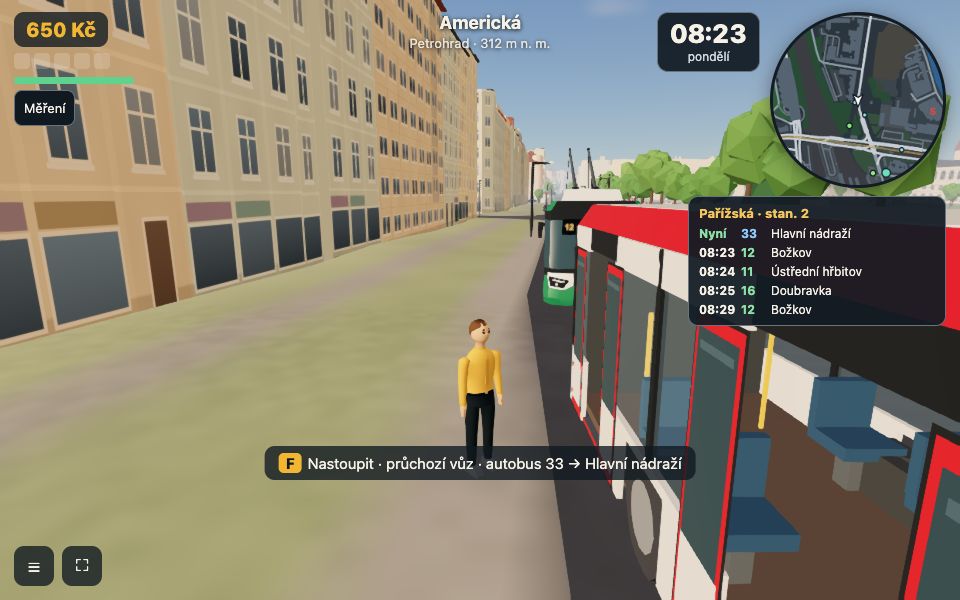 650 Kč
Měření
Americká
Petrohrad · 312 m n. m.
08:23
pondělí
Pařížská · stan. 2
Nyní 33 Hlavní nádraží
08:23 12 Božkov
08:24 11 Ústřední hřbitov
08:25 16 Doubravka
08:29 12 Božkov
12
F Nastoupit · průchozí vůz · autobus 33 → Hlavní nádraží
S